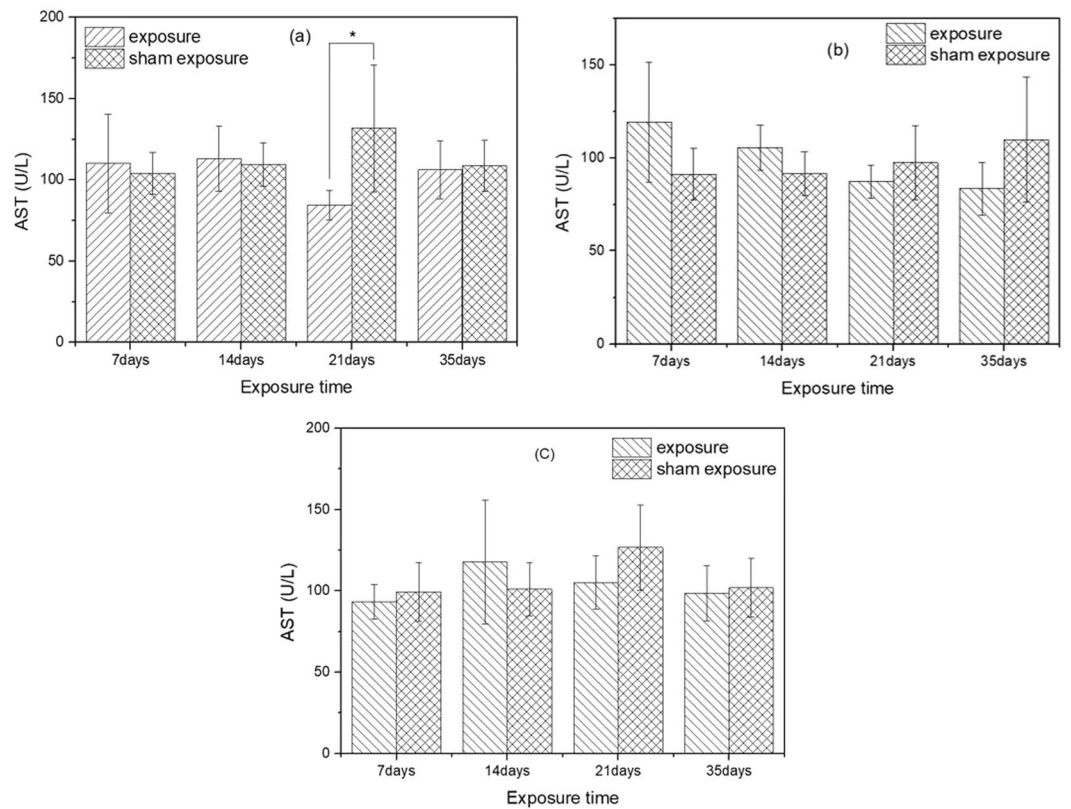 200
150
100
50
0
AST (U/L)
exposure
sham exposure
(a)
*
7days 14days 21days 35days
Exposure time
150
100
50
0
AST (U/L)
(b)
exposure
sham exposure
7days 14days 21days 35days
Exposure time
200
150
100
50
0
AST (U/L)
(C)
exposure
sham exposure
7days 14days 21days 35days
Exposure time